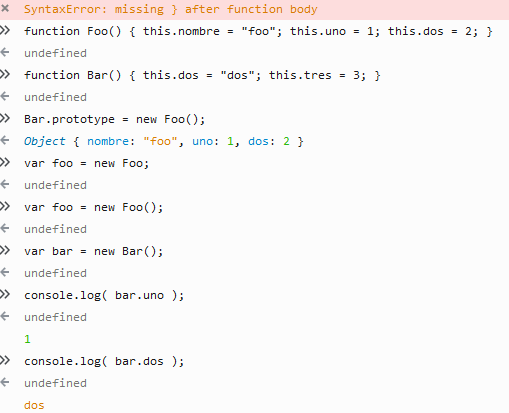 SyntaxError: missing } after function body
function Foo() { this.nombre = "foo"; this.uno = 1; this.dos = 2; }
undefined
function Bar() { this.dos = "dos"; this.tres = 3; }
undefined
Bar.prototype = new Foo();
Object { nombre: "foo", uno: 1, dos: 2 }
var foo = new Foo;
undefined
var foo = new Foo();
undefined
var bar = new Bar();
undefined
console.log( bar.uno );
undefined
1
console.log( bar.dos );
undefined
dos